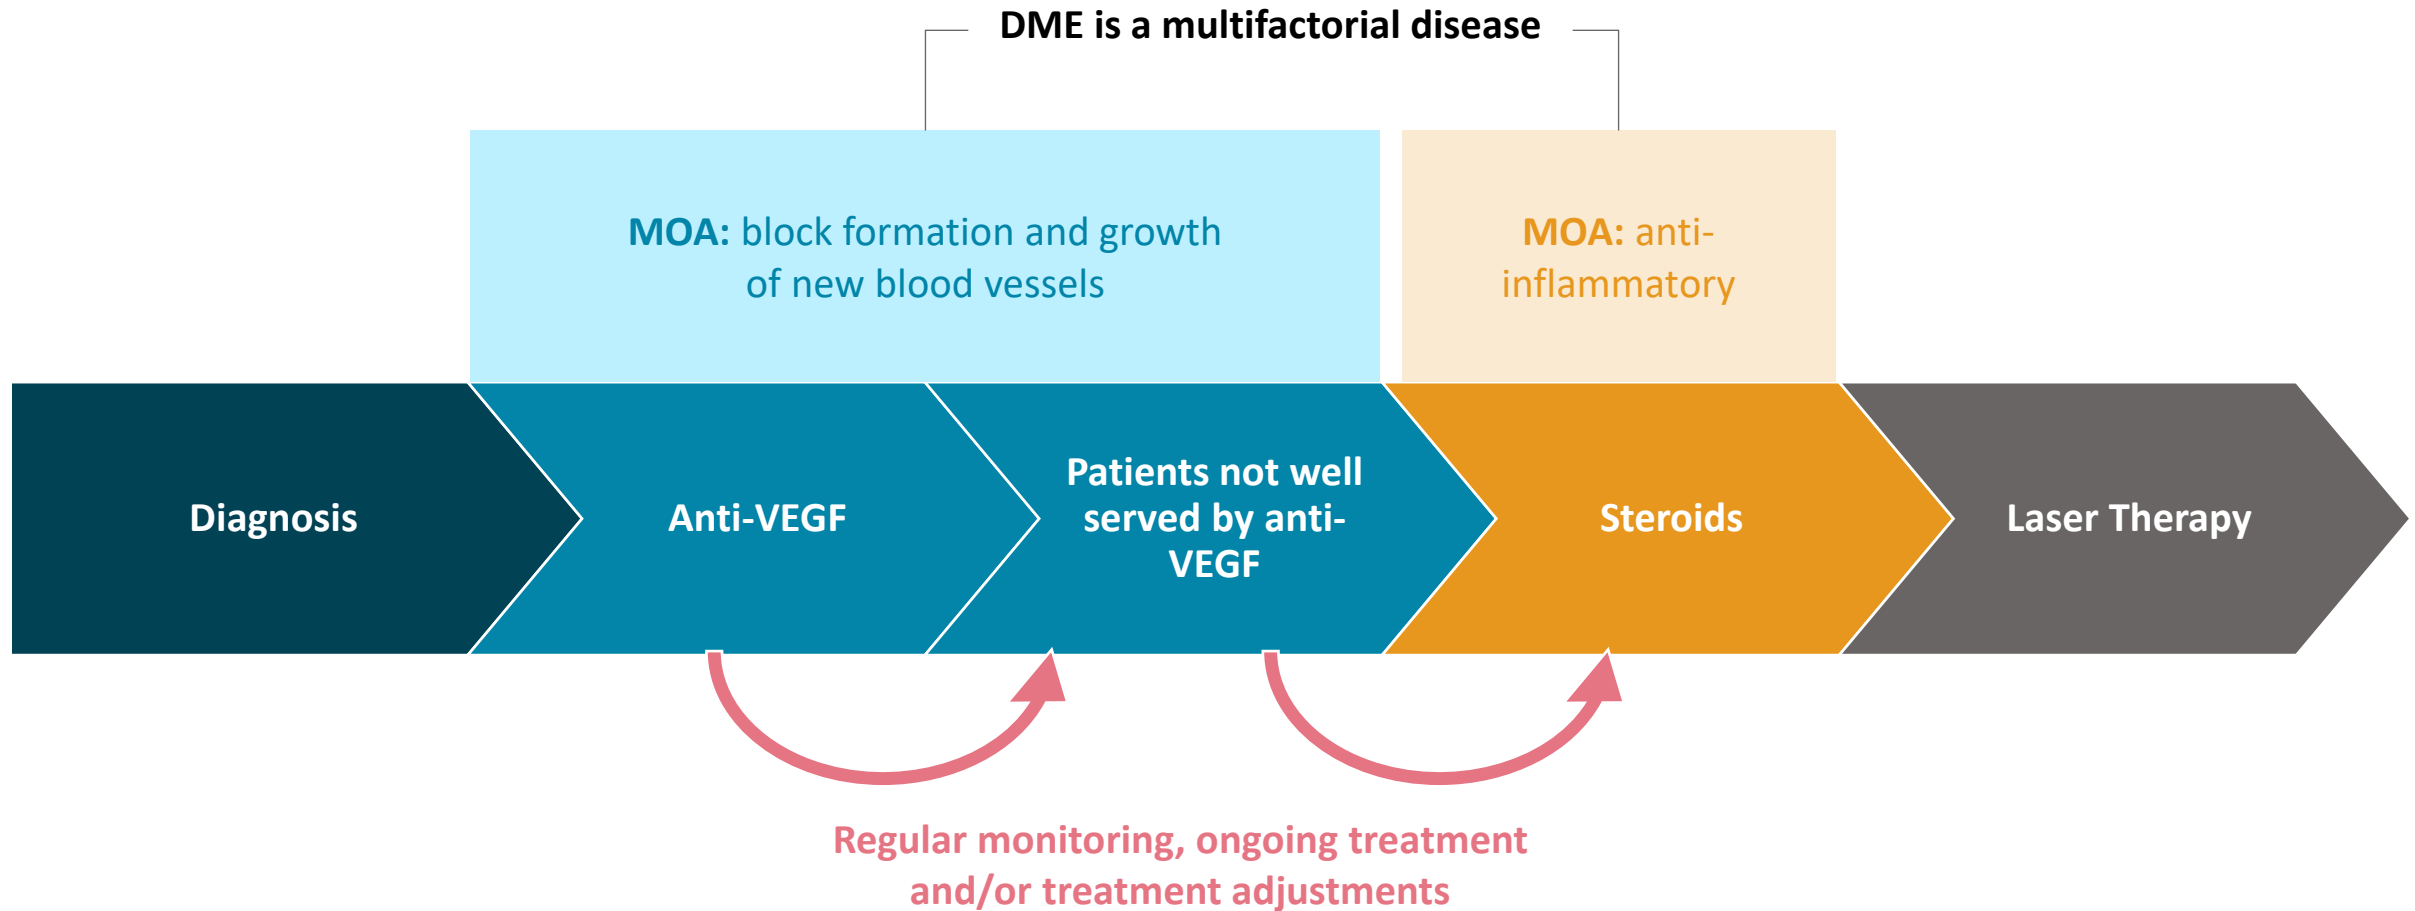 DME is a multifactorial disease
MOA: block formation and growth
of new blood vessels
MOA: anti-
inflammatory
Diagnosis
Anti-VEGF
Patients not well
served by anti-
VEGF
Steroids
Laser Therapy
Regular monitoring, ongoing treatment
and/or treatment adjustments